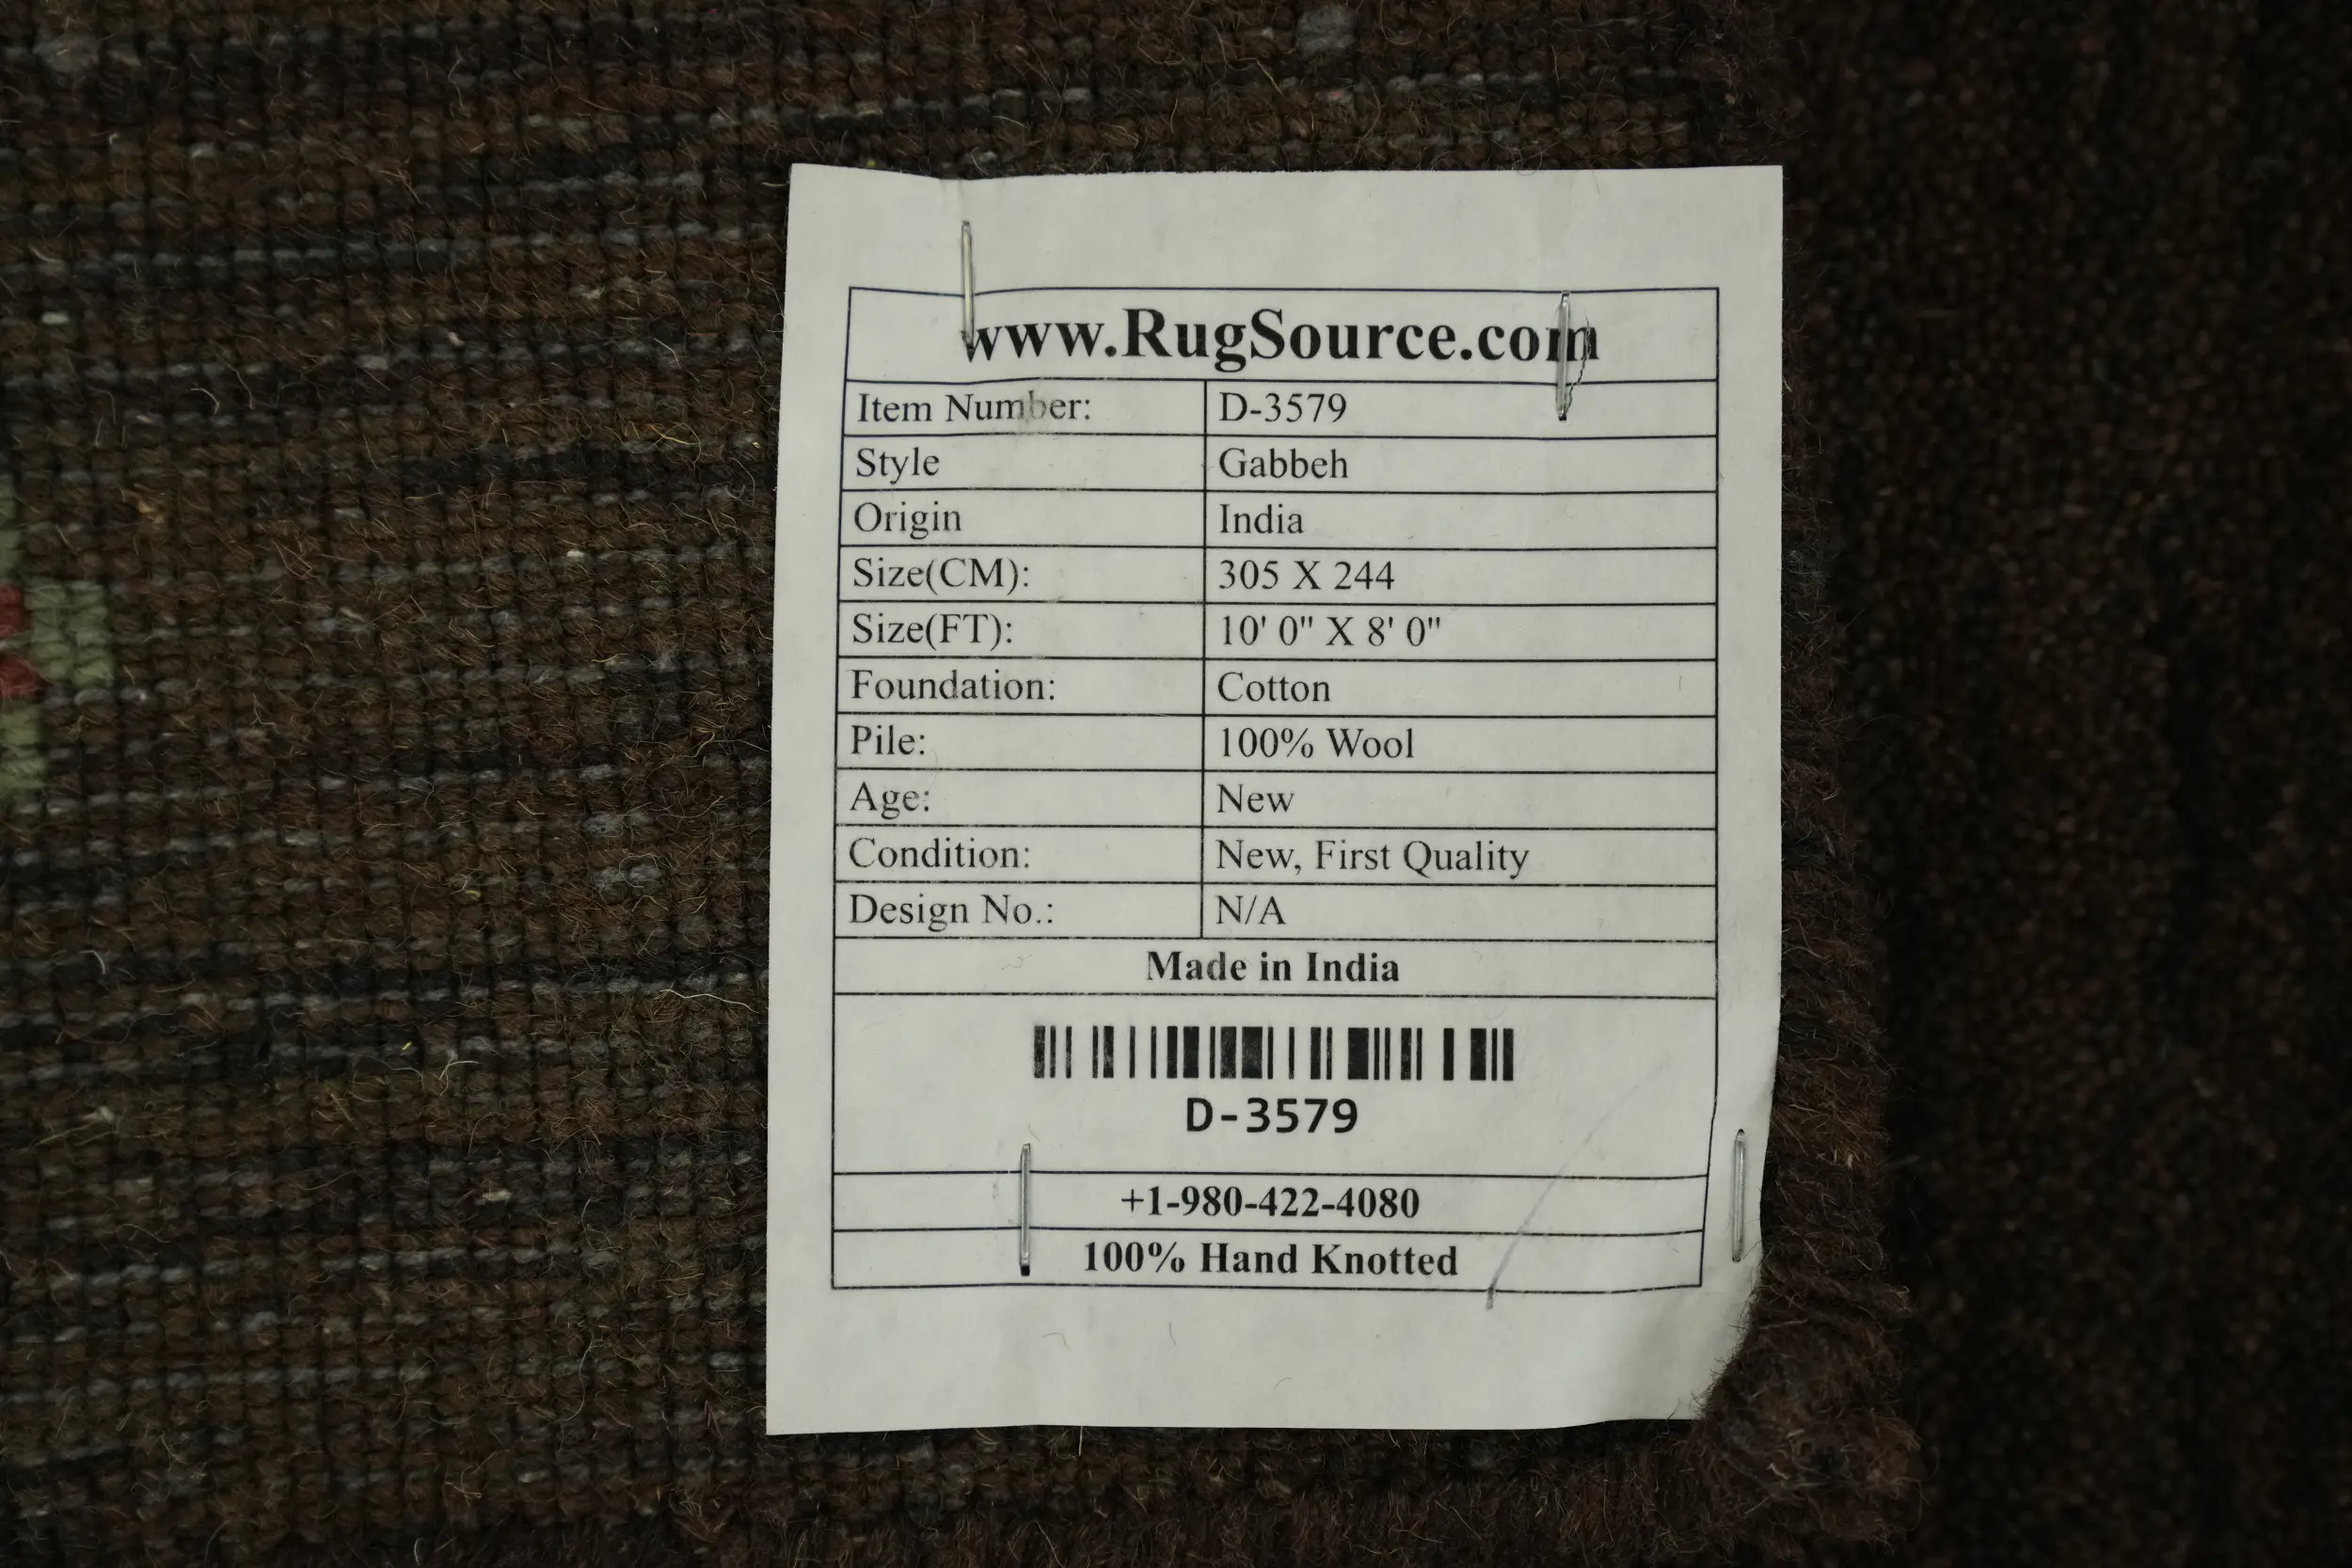 www.RugSource.com
Item Number: D-3579
Style Gabbeh
Origin India
Size(CM): 305 X 244
Size(FT): 10' 0" X 8' 0"
Foundation: Cotton
Pile: 100% Wool
Age: New
Condition: New, First Quality
Design No.: N/A
Made in India
D-3579
+1-980-422-4080
100% Hand Knotted